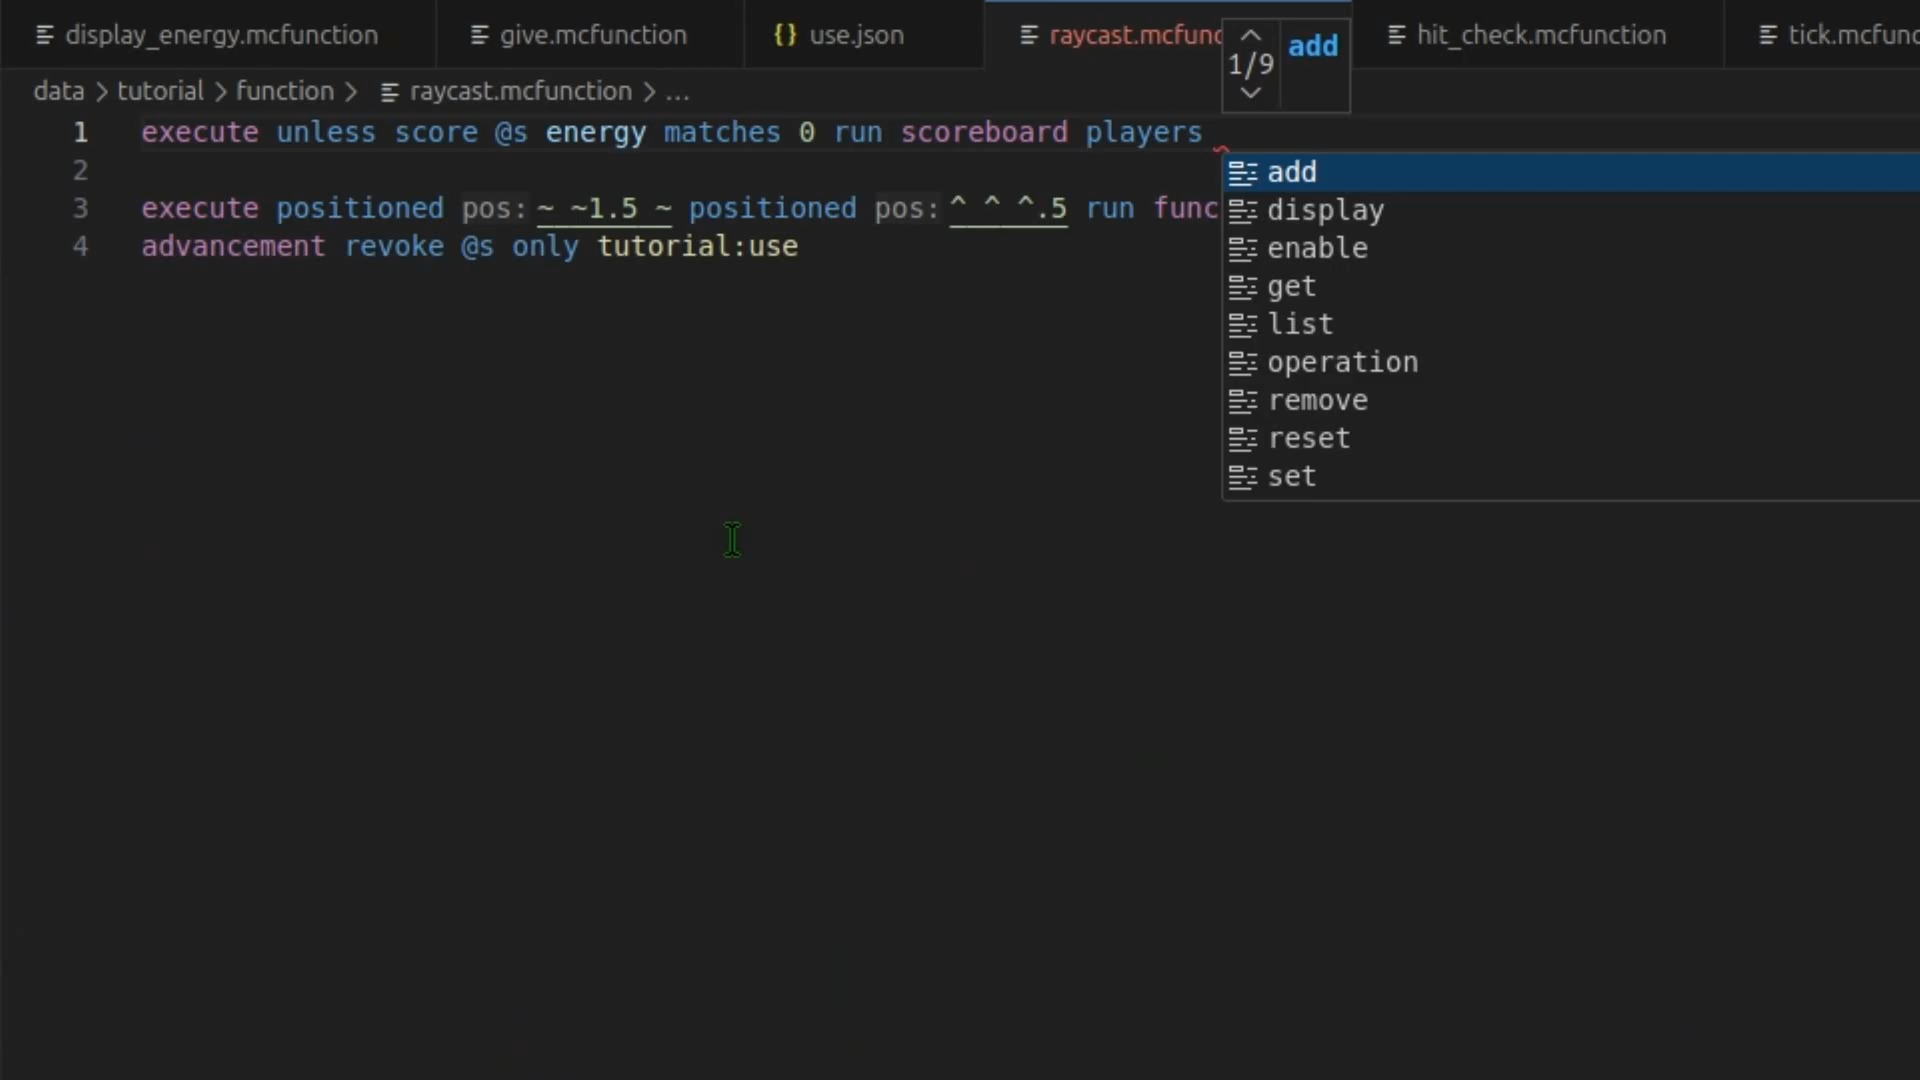 display_energy.mcfunction give.mcfunction {} use.json raycast.mcfunc hit_check.mcfunction tick.mcfunc
1/9 add
data > tutorial > function > raycast.mcfunction > ...
1 execute unless score @s energy matches 0 run scoreboard players
2
3 execute positioned pos: ~ ~1.5 ~ positioned pos: ^ ^ ^.5 run func
4 advancement revoke @s only tutorial:use
add
display
enable
get
list
operation
remove
reset
set